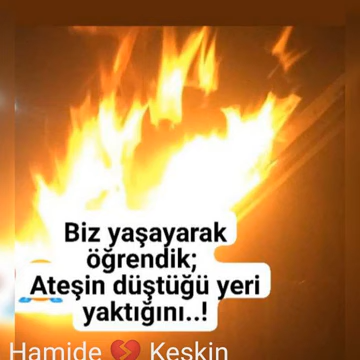 Biz yaşayarak
öğrendik;
Ateşin düştüğü yeri
yaktığını..!
Hamide 💔 Keskin